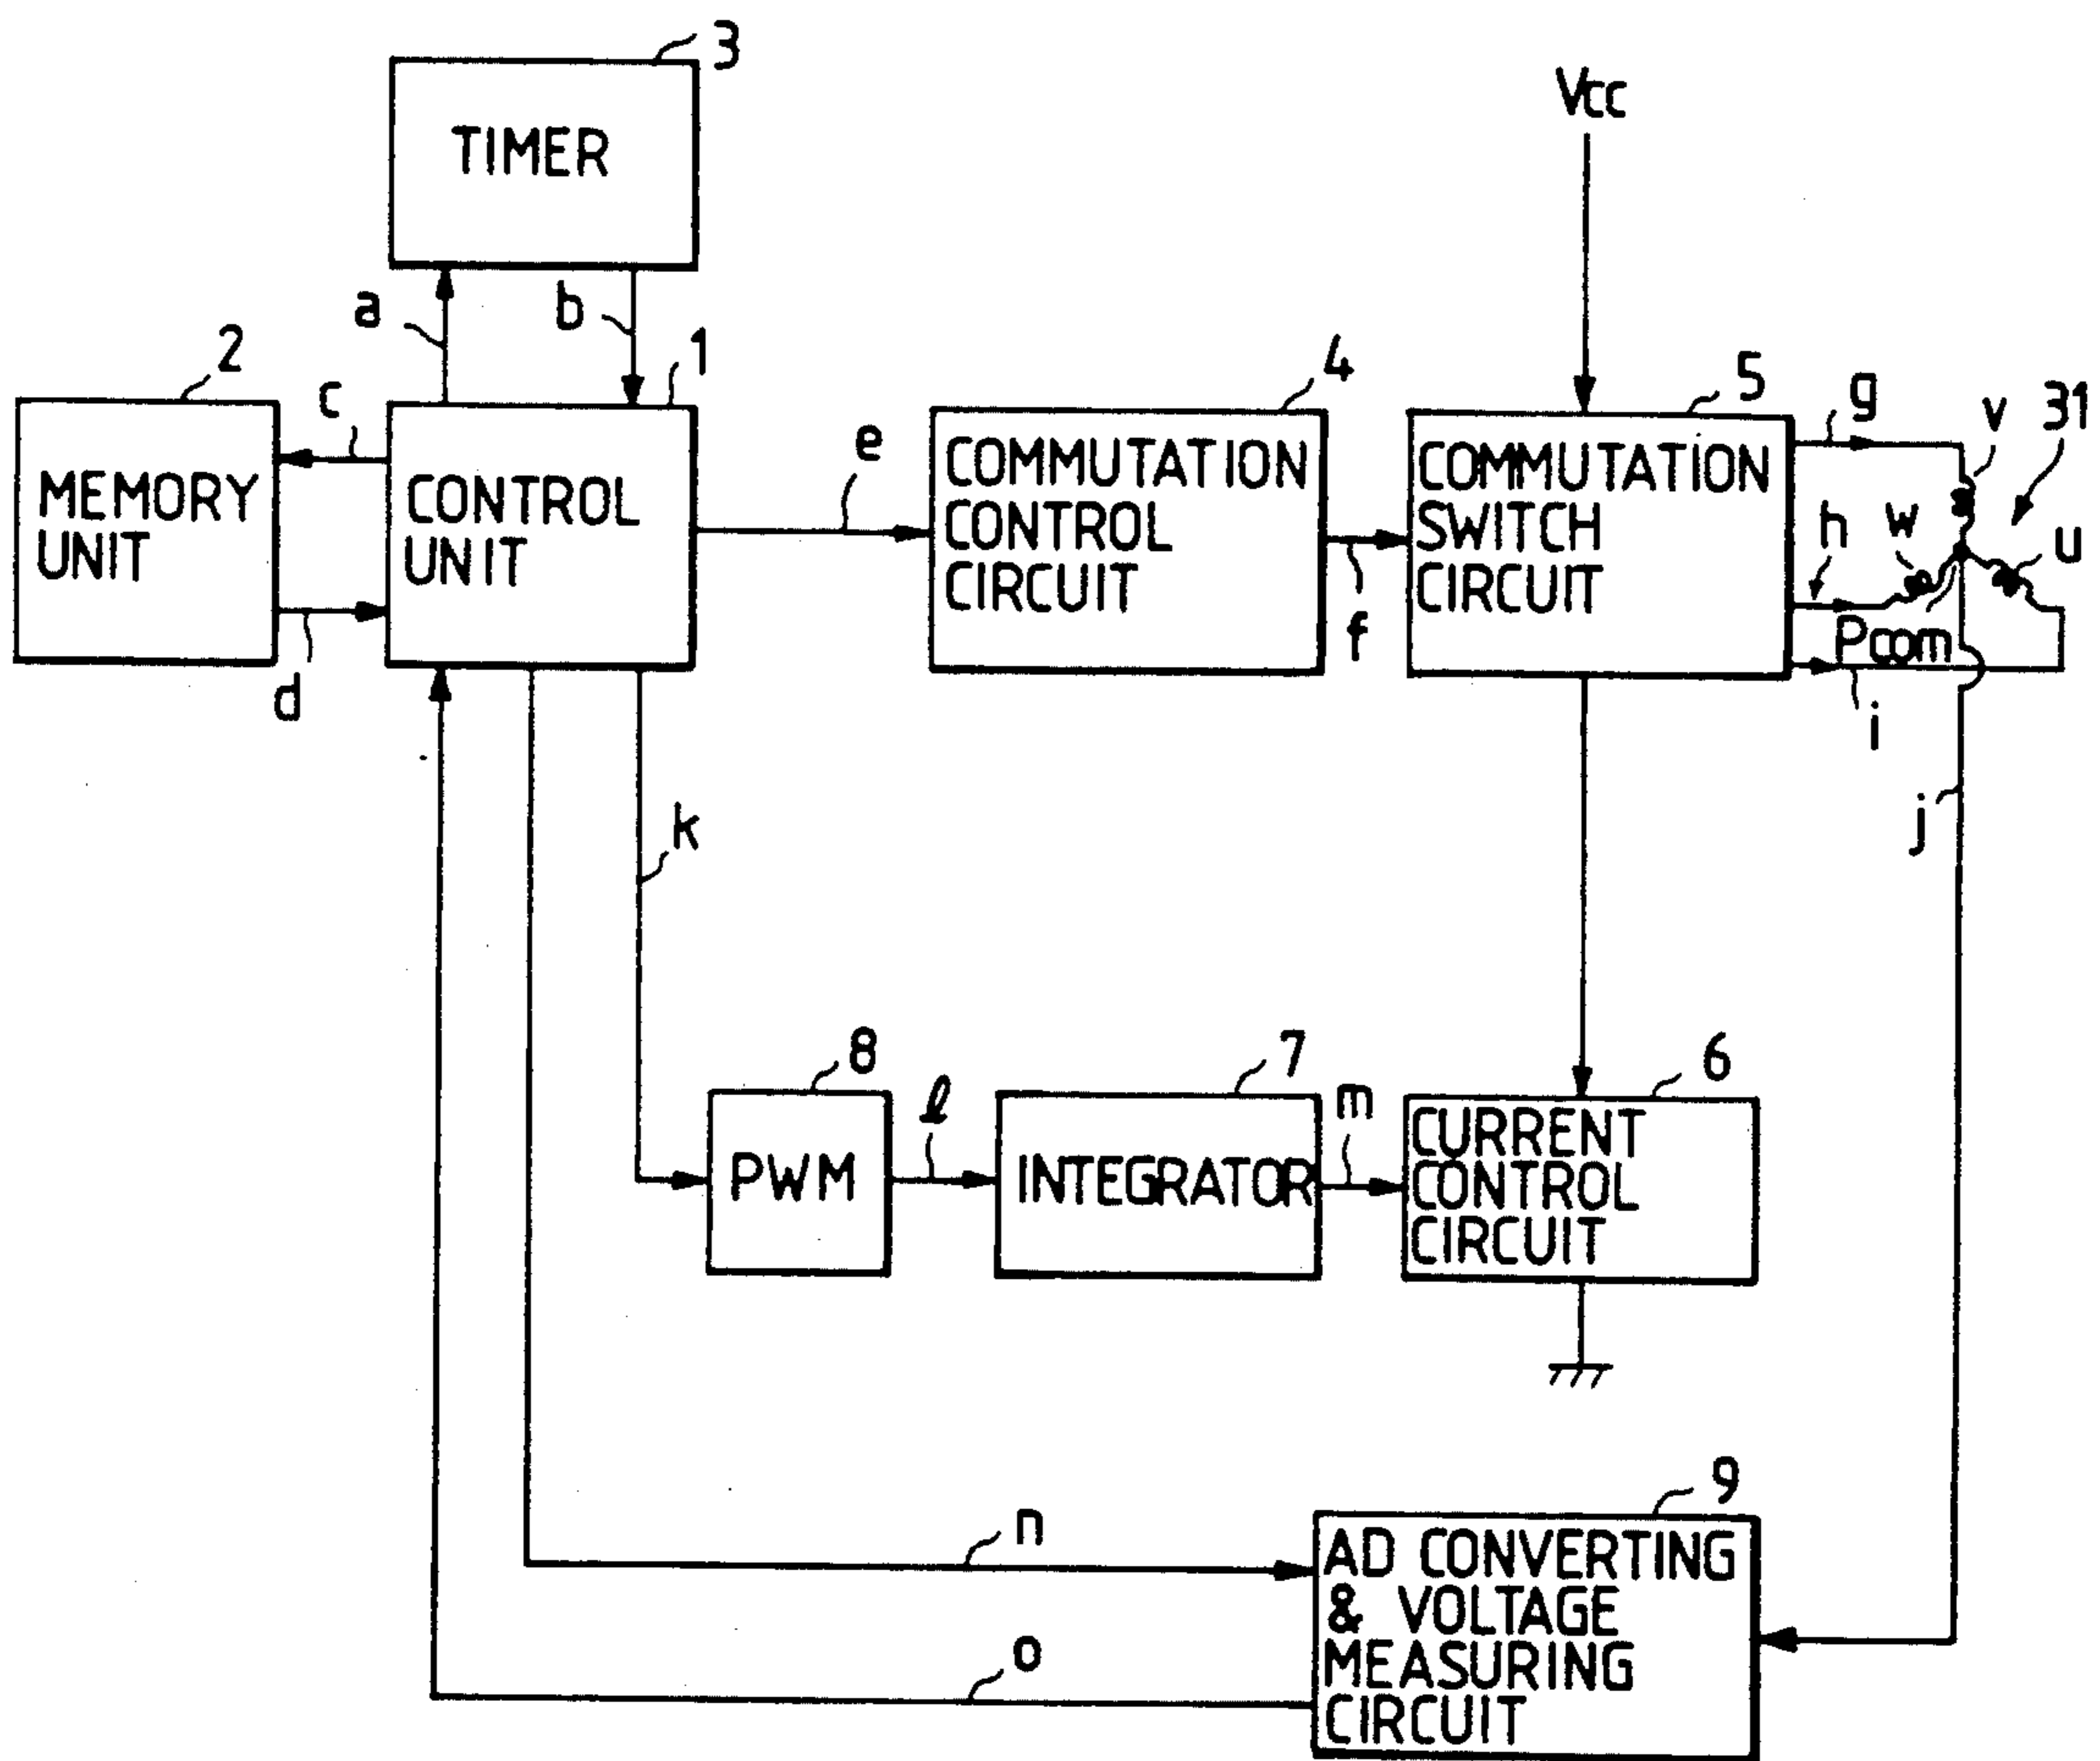 3
TIMER
Vcc
a
b
2
c
1
4
5
g
v
31
MEMORY
UNIT
CONTROL
UNIT
e
COMMUTATION
CONTROL
CIRCUIT
COMMUTATION
SWITCH
CIRCUIT
h
w
u
d
f
Pcom
i
j
k
8
l
7
m
6
PWM
INTEGRATOR
CURRENT
CONTROL
CIRCUIT
n
9
AD CONVERTING
& VOLTAGE
MEASURING
CIRCUIT
o